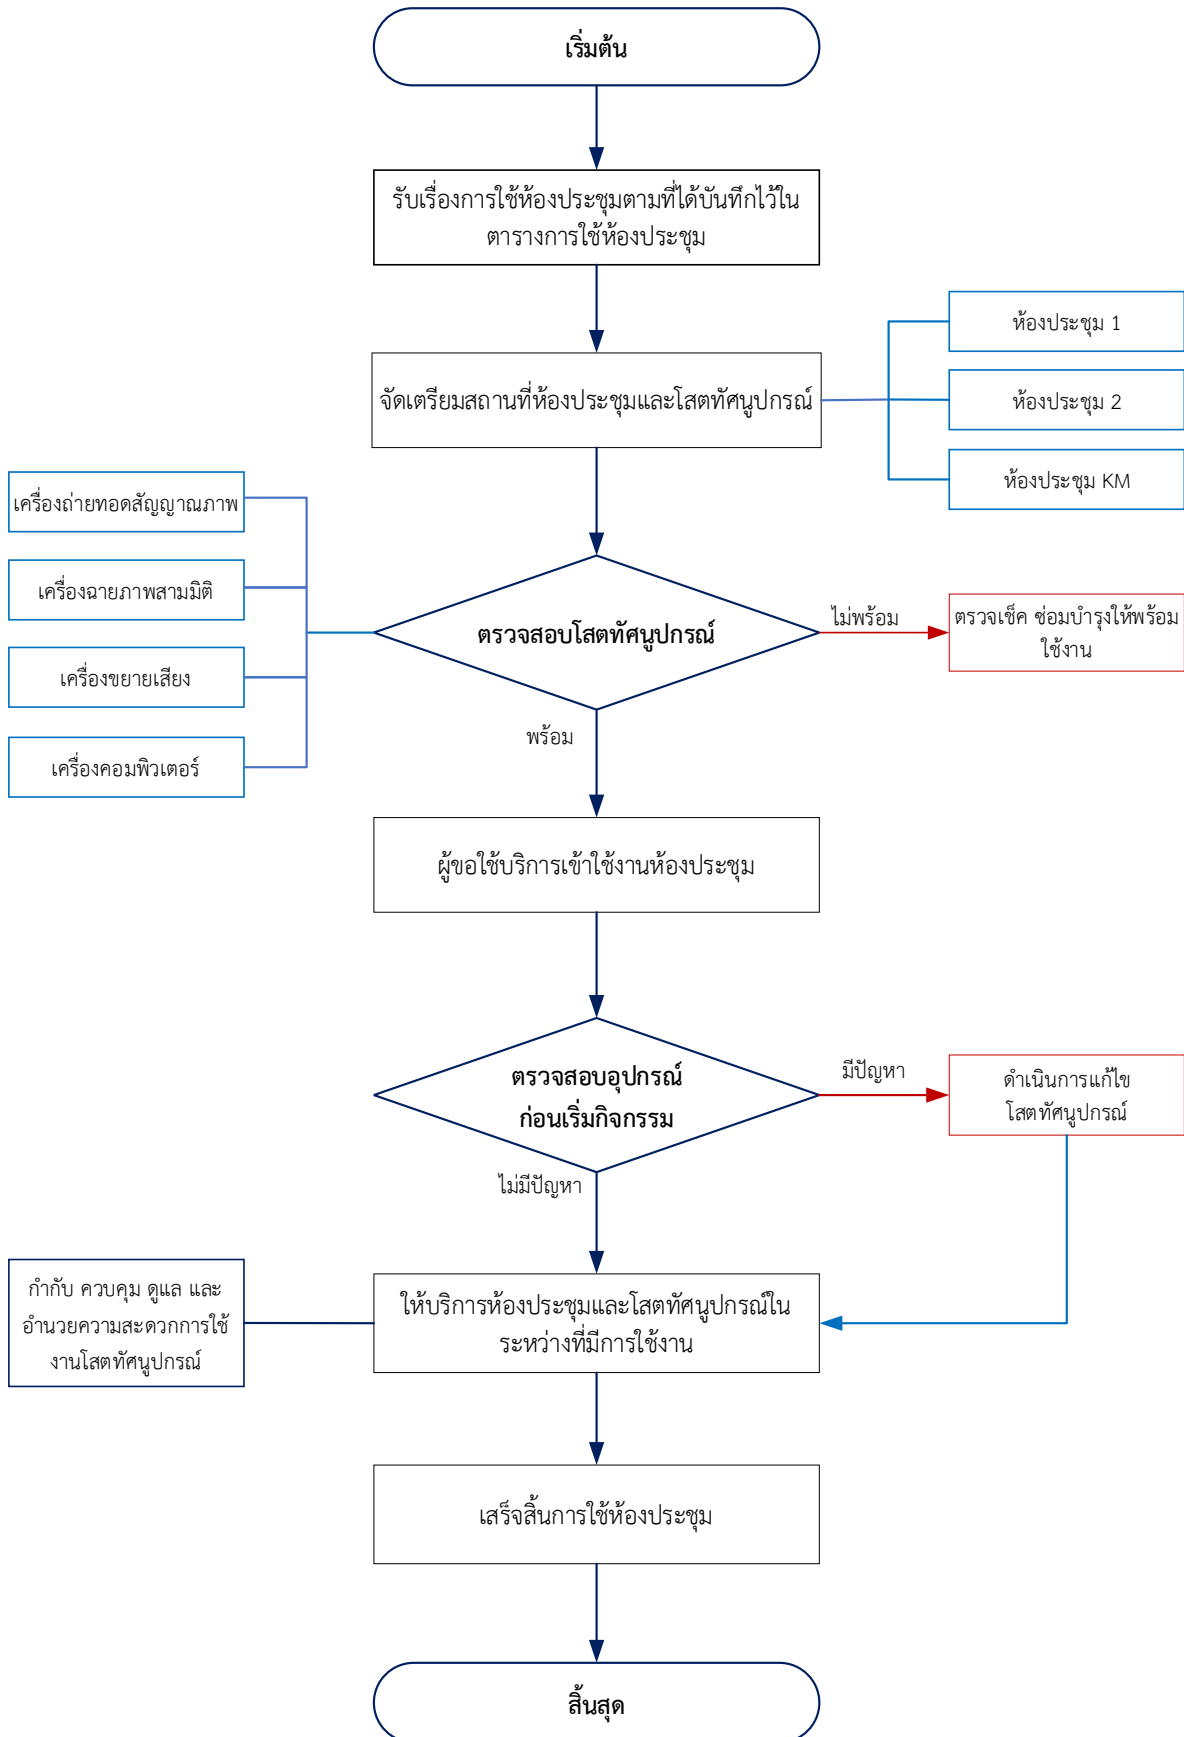 เริ่มต้น
รับเรื่องการใช้ห้องประชุมตามที่ได้บันทึกไว้ใน
ตารางการใช้ห้องประชุม
จัดเตรียมสถานที่ห้องประชุมและโสตทัศนูปกรณ์
ห้องประชุม 1
ห้องประชุม 2
ห้องประชุม KM
เครื่องถ่ายทอดสัญญาณภาพ
เครื่องฉายภาพสามมิติ
เครื่องขยายเสียง
เครื่องคอมพิวเตอร์
ตรวจสอบโสตทัศนูปกรณ์
ไม่พร้อม
ตรวจเช็ค ซ่อมบำรุงให้พร้อม
ใช้งาน
พร้อม
ผู้ขอใช้บริการเข้าใช้งานห้องประชุม
ตรวจสอบอุปกรณ์
ก่อนเริ่มกิจกรรม
มีปัญหา
ดำเนินการแก้ไข
โสตทัศนูปกรณ์
ไม่มีปัญหา
กำกับ ควบคุม ดูแล และ
อำนวยความสะดวกการใช้
งานโสตทัศนูปกรณ์
ให้บริการห้องประชุมและโสตทัศนูปกรณ์ใน
ระหว่างที่มีการใช้งาน
เสร็จสิ้นการใช้ห้องประชุม
สิ้นสุด